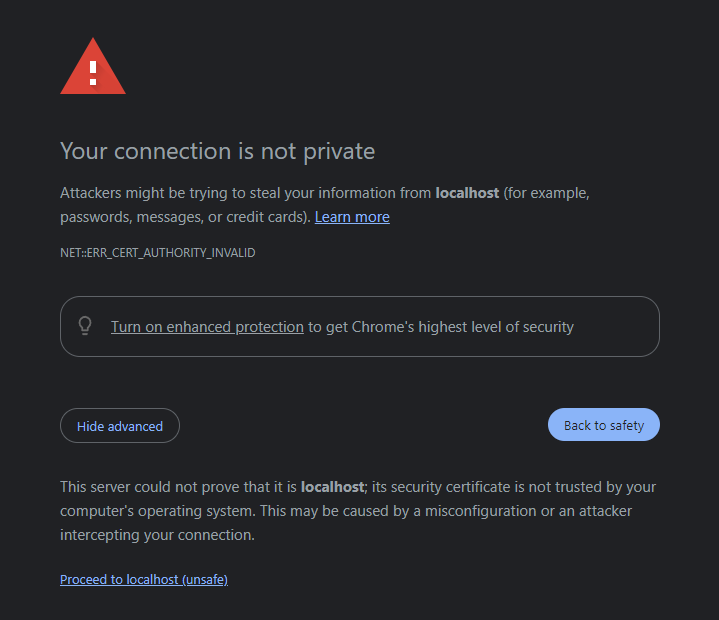 Your connection is not private
Attackers might be trying to steal your information from localhost (for example,
passwords, messages, or credit cards). Learn more
NET::ERR_CERT_AUTHORITY_INVALID
Turn on enhanced protection to get Chrome's highest level of security
Hide advanced
Back to safety
This server could not prove that it is localhost; its security certificate is not trusted by your
computer's operating system. This may be caused by a misconfiguration or an attacker
intercepting your connection.
Proceed to localhost (unsafe)